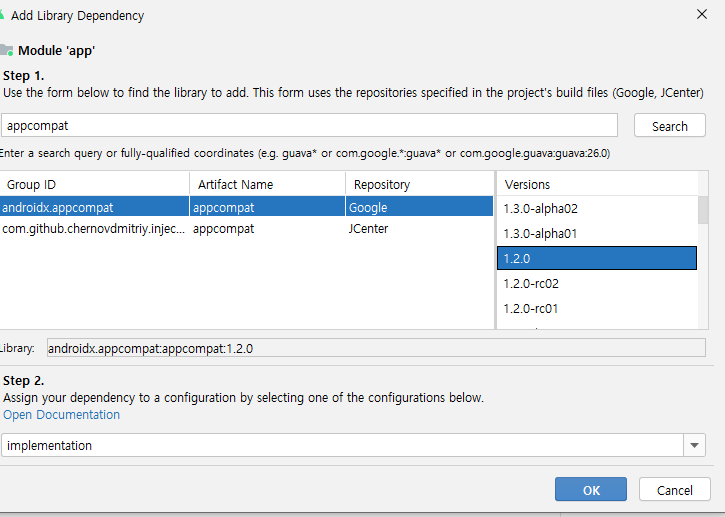 Add Library Dependency
Module 'app'
Step 1.
Use the form below to find the library to add. This form uses the repositories specified in the project's build files (Google, JCenter)
appcompat
Search
Enter a search query or fully-qualified coordinates (e.g. guava* or com.google.*:guava* or com.google.guava:guava:26.0)
Group ID Artifact Name Repository Versions
androidx.appcompat appcompat Google 1.3.0-alpha02
com.github.chernovdmitriy.injec... appcompat JCenter 1.3.0-alpha01
1.2.0
1.2.0-rc02
1.2.0-rc01
Library: androidx.appcompat:appcompat:1.2.0
Step 2.
Assign your dependency to a configuration by selecting one of the configurations below.
Open Documentation
implementation
OK Cancel